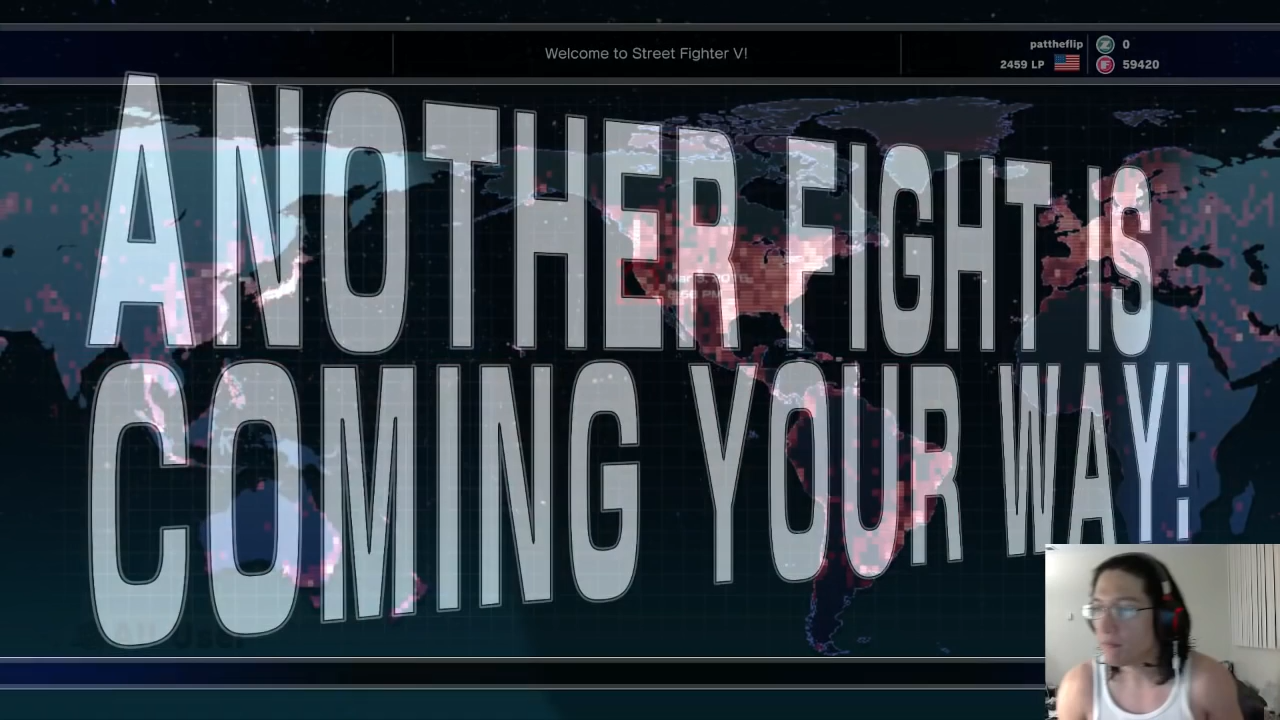 Welcome to Street Fighter V!
pattheflip
0
2459 LP
59420
ANOTHER FIGHT IS
COMING YOUR WAY!